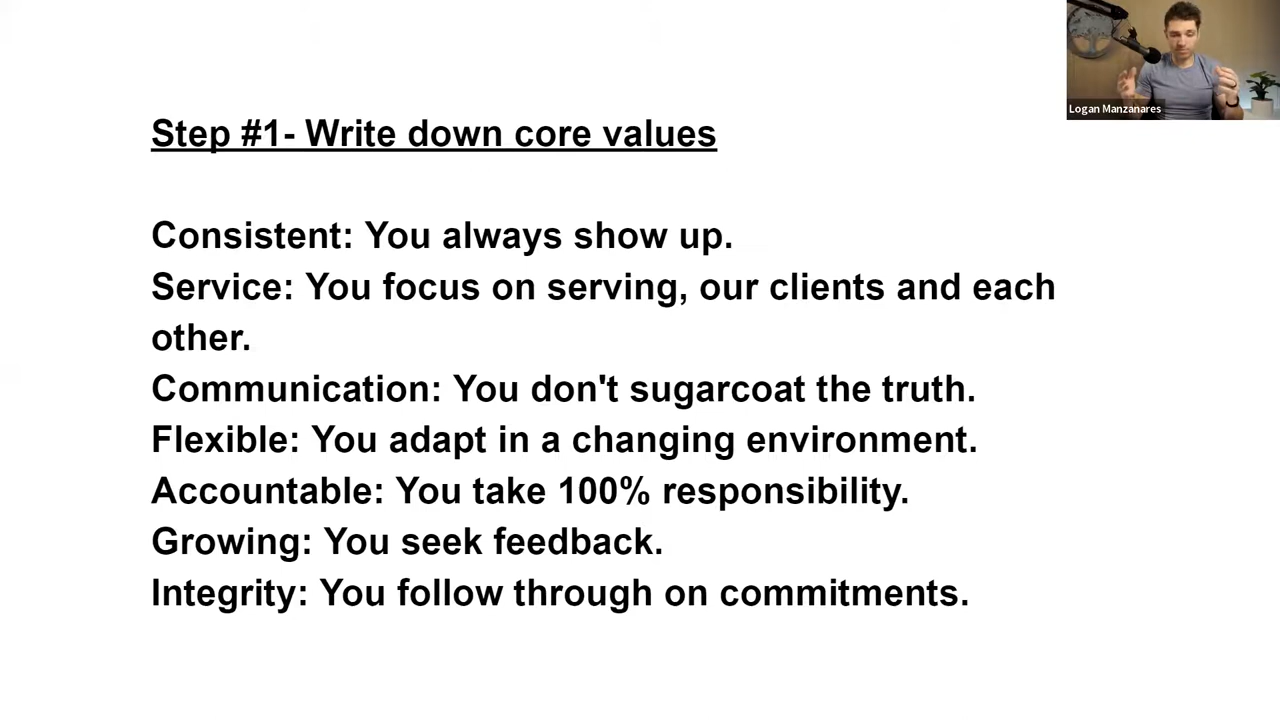 Logan Manzanares
Step #1- Write down core values
Consistent: You always show up.
Service: You focus on serving, our clients and each
other.
Communication: You don't sugarcoat the truth.
Flexible: You adapt in a changing environment.
Accountable: You take 100% responsibility.
Growing: You seek feedback.
Integrity: You follow through on commitments.